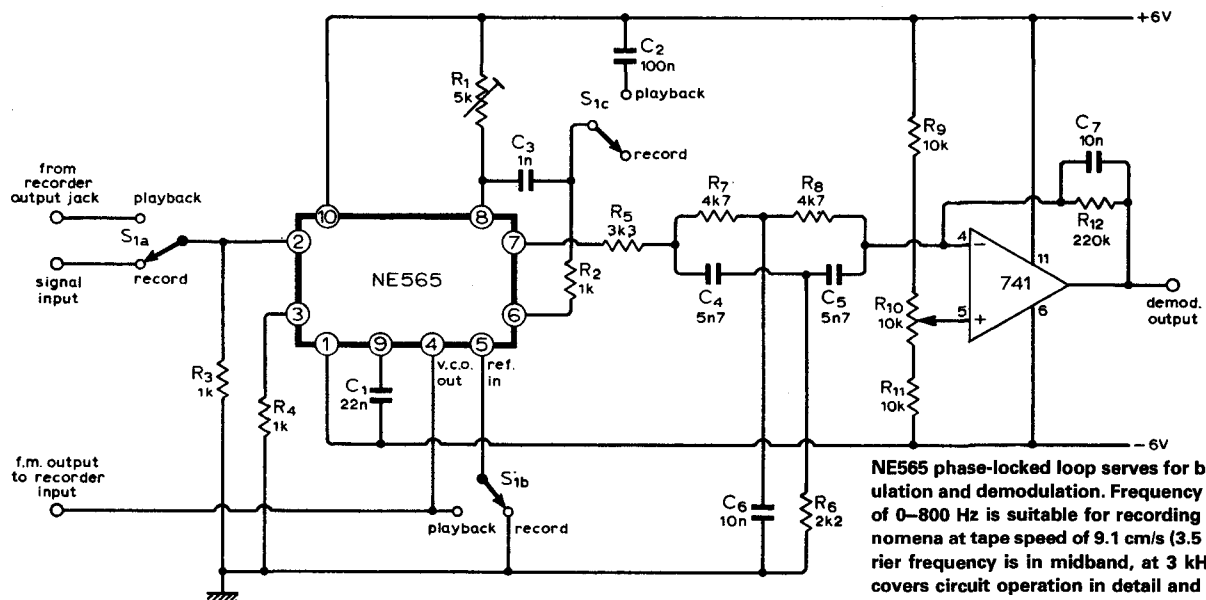 +6V
C2
100n
playback
R1
5k
S1c
record
C3
1n
R9
10k
C7
10n
from
recorder
output jack
playback
S1a
record
signal
input
10
8
2
7
NE565
3
6
1
9
4
5
v.c.o.
out
ref.
in
R5
3k3
R2
1k
R7
4k7
R8
4k7
C4
5n7
C5
5n7
R12
220k
4
−
11
741
5
+
6
demod.
output
R10
10k
R3
1k
R4
1k
C1
22n
R11
10k
−6V
f.m. output
to recorder
input
S1b
playback
record
C6
10n
R6
2k2
NE565 phase-locked loop serves for b
ulation and demodulation. Frequency
of 0–800 Hz is suitable for recording
nomena at tape speed of 9.1 cm/s (3.5
rier frequency is in midband, at 3 kH
covers circuit operation in detail and